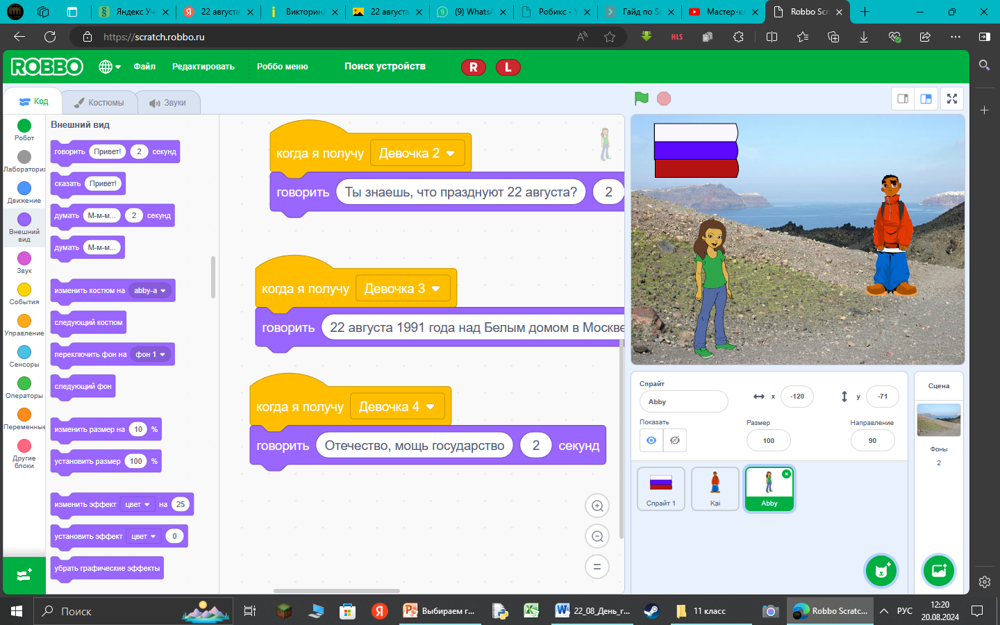 Яндекс Уч
22 августа
Викторина
22 августа
(9) WhatsA
Робикс - Y
Гайд по Sc
Мастер-кл
Robbo Scr
https://scratch.robbo.ru
HLS
ROBBO
Файл
Редактировать
Роббо меню
Поиск устройств
R
L
Код
Костюмы
Звуки
Робот
Лаборатория
Движение
Внешний вид
Звук
События
Управление
Сенсоры
Операторы
Переменные
Другие блоки
Внешний вид
говорить Привет! 2 секунд
сказать Привет!
думать М-м-м... 2 секунд
думать М-м-м...
изменить костюм на abby-a
следующий костюм
переключить фон на фон 1
следующий фон
изменить размер на 10 %
установить размер 100 %
изменить эффект цвет на 25
установить эффект цвет 0
убрать графические эффекты
когда я получу Девочка 2
говорить Ты знаешь, что празднуют 22 августа? 2
когда я получу Девочка 3
говорить 22 августа 1991 года над Белым домом в Москве
когда я получу Девочка 4
говорить Отечество, мощь государство 2 секунд
Спрайт
Abby
x -120
y -71
Показать
Размер
100
Направление
90
Спрайт 1
Kai
Abby
Сцена
Фоны
2
Поиск
Выбираем г...
22_08_День_г...
11 класс
Robbo Scratc...
РУС
12:20
20.08.2024